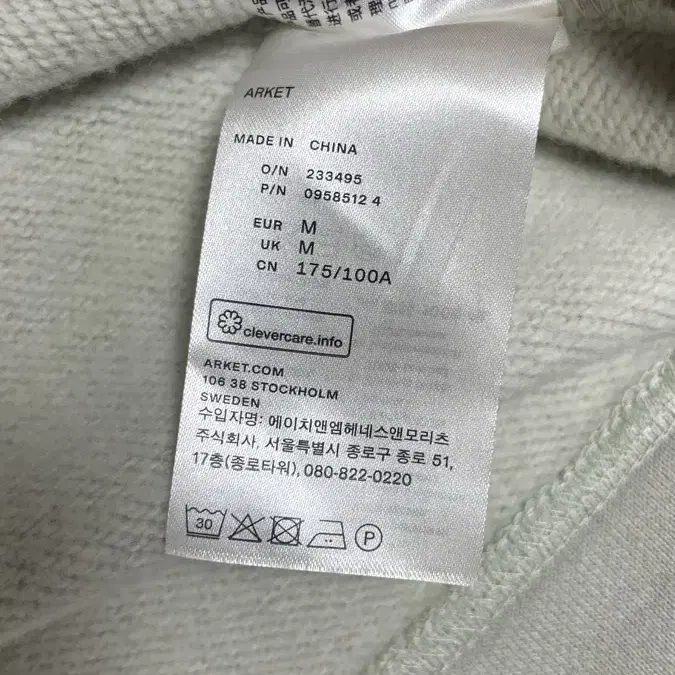 ARKET
MADE IN CHINA
O/N 233495
P/N 0958512 4
EUR M
UK M
CN 175/100A
clevercare.info
ARKET.COM
106 38 STOCKHOLM
SWEDEN
수입자명: 에이치앤엠헤네스앤모리츠
주식회사. 서울특별시 종로구 종로 51,
17층(종로타워), 080-822-0220
30
P